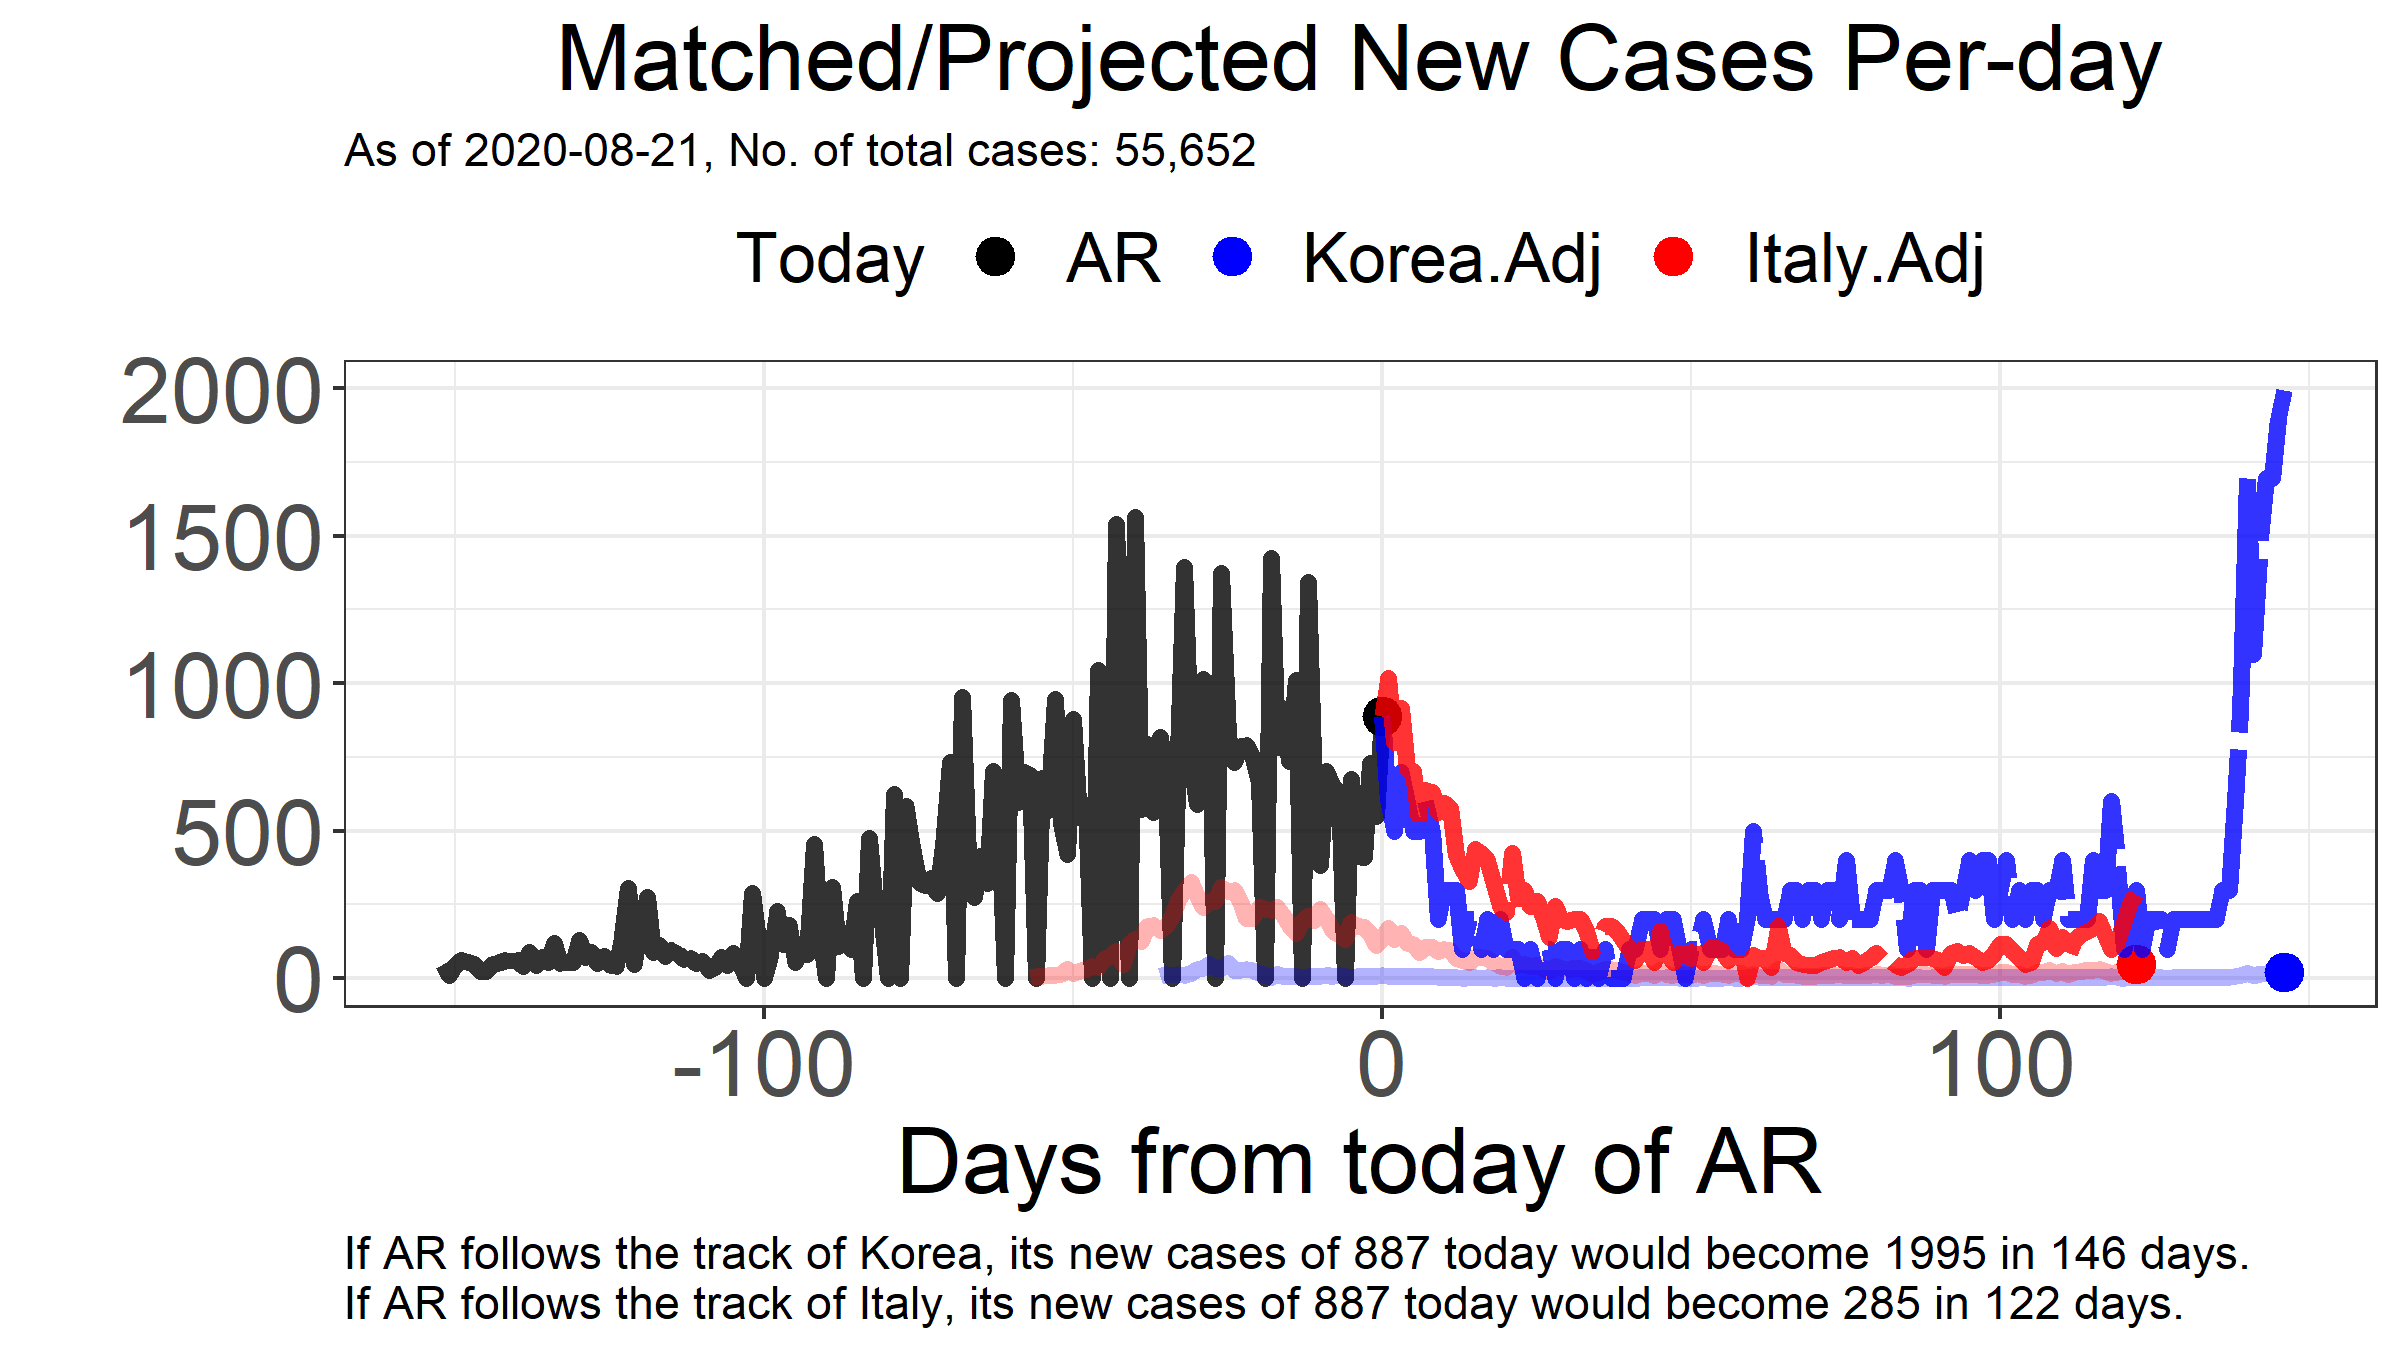 Matched/Projected New Cases Per-day
As of 2020-08-21, No. of total cases: 55,652
Today AR Korea.Adj Italy.Adj
2000
1500
1000
500
0
-100 0 100
Days from today of AR
If AR follows the track of Korea, its new cases of 887 today would become 1995 in 146 days.
If AR follows the track of Italy, its new cases of 887 today would become 285 in 122 days.